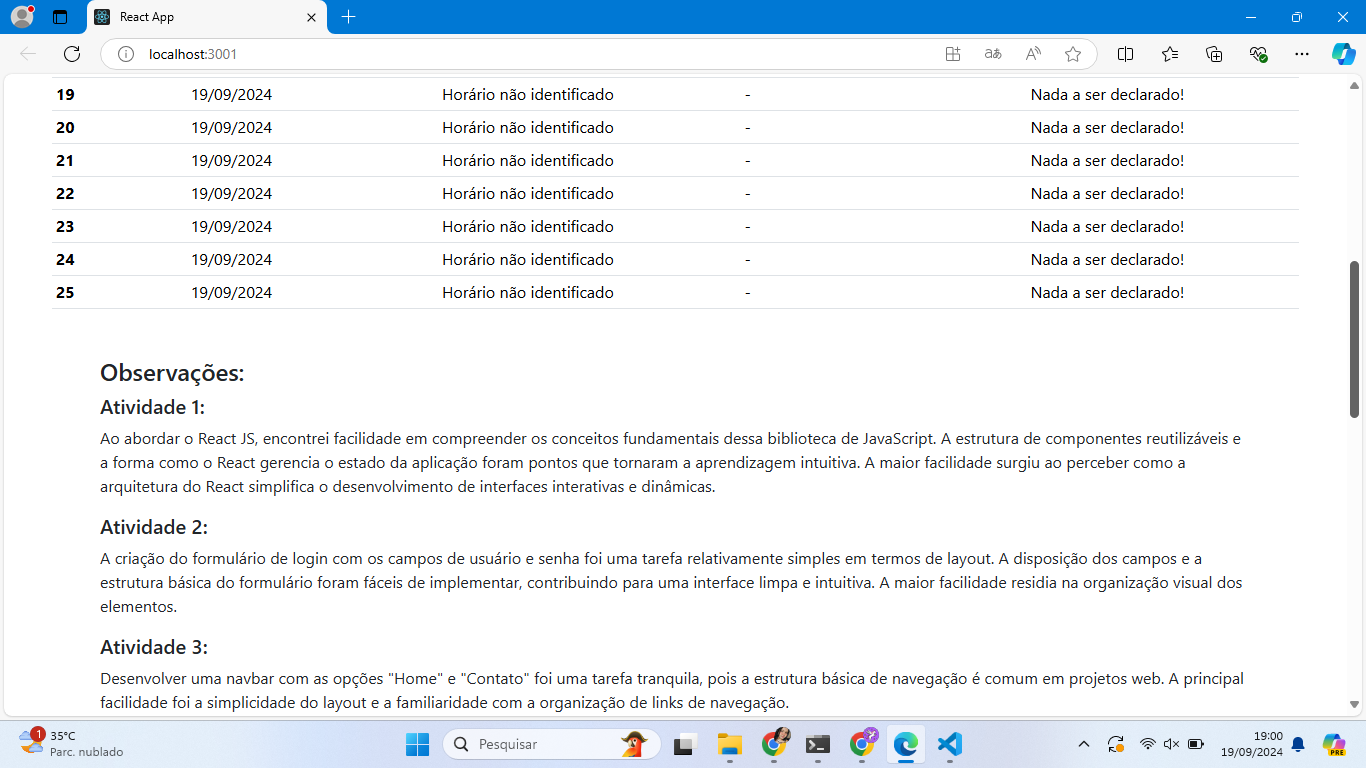 React App
localhost:3001
19 19/09/2024 Horário não identificado - Nada a ser declarado!
20 19/09/2024 Horário não identificado - Nada a ser declarado!
21 19/09/2024 Horário não identificado - Nada a ser declarado!
22 19/09/2024 Horário não identificado - Nada a ser declarado!
23 19/09/2024 Horário não identificado - Nada a ser declarado!
24 19/09/2024 Horário não identificado - Nada a ser declarado!
25 19/09/2024 Horário não identificado - Nada a ser declarado!
Observações:
Atividade 1:
Ao abordar o React JS, encontrei facilidade em compreender os conceitos fundamentais dessa biblioteca de JavaScript. A estrutura de componentes reutilizáveis e
a forma como o React gerencia o estado da aplicação foram pontos que tornaram a aprendizagem intuitiva. A maior facilidade surgiu ao perceber como a
arquitetura do React simplifica o desenvolvimento de interfaces interativas e dinâmicas.
Atividade 2:
A criação do formulário de login com os campos de usuário e senha foi uma tarefa relativamente simples em termos de layout. A disposição dos campos e a
estrutura básica do formulário foram fáceis de implementar, contribuindo para uma interface limpa e intuitiva. A maior facilidade residia na organização visual dos
elementos.
Atividade 3:
Desenvolver uma navbar com as opções "Home" e "Contato" foi uma tarefa tranquila, pois a estrutura básica de navegação é comum em projetos web. A principal
facilidade foi a simplicidade do layout e a familiaridade com a organização de links de navegação.
1
35°C
Parc. nublado
Pesquisar
19:00
19/09/2024
PRE